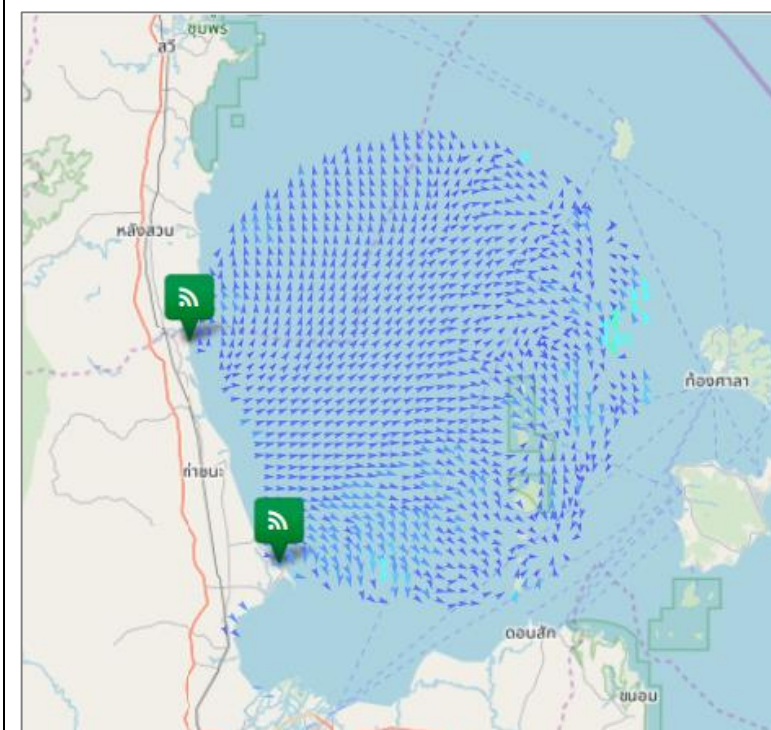 ชุมพร
สวี
หลังสวน
ท้องศาลา
ท่าชนะ
ดอนสัก
ขนอม